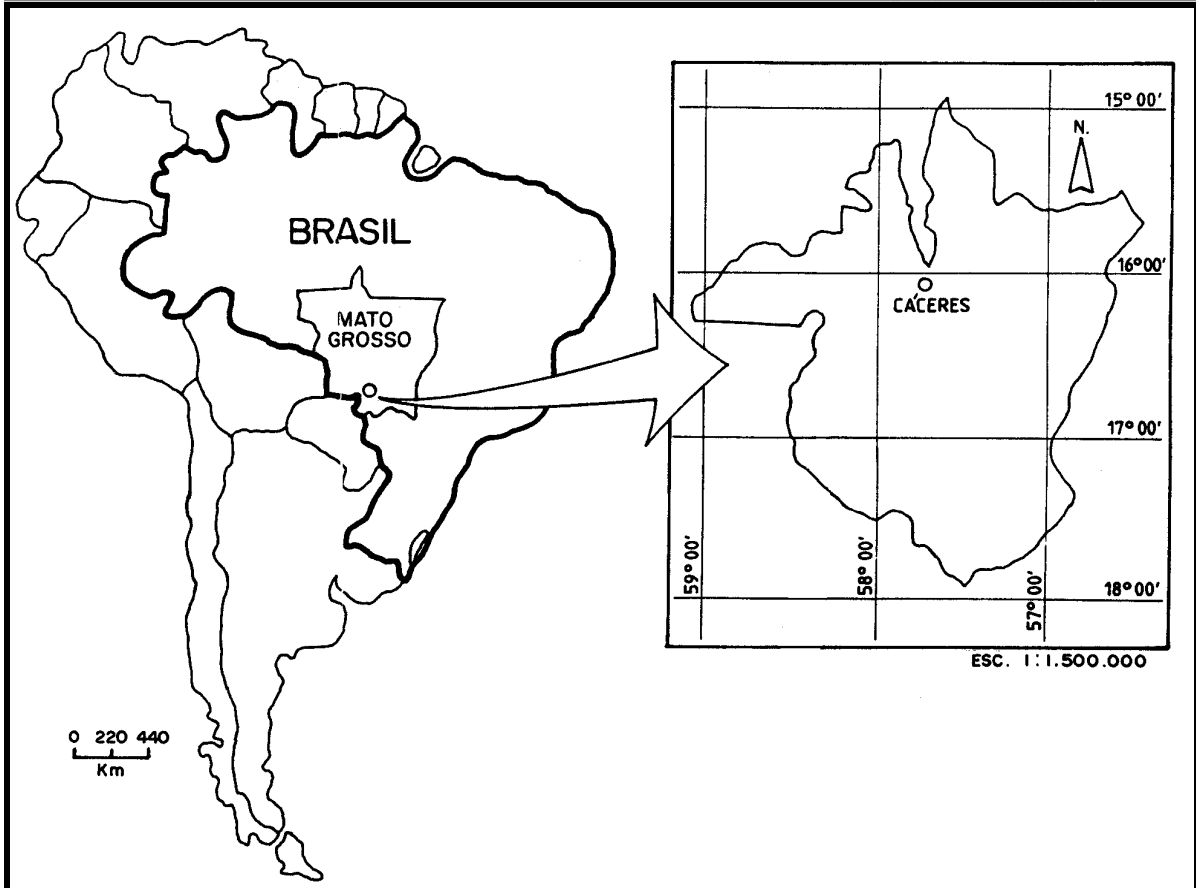 BRASIL
MATO
GROSSO
0 220 440
Km
15° 00'
N.
16° 00'
CÁCERES
17° 00'
59° 00'
58° 00'
57° 00'
18° 00'
ESC. 1:1.500.000